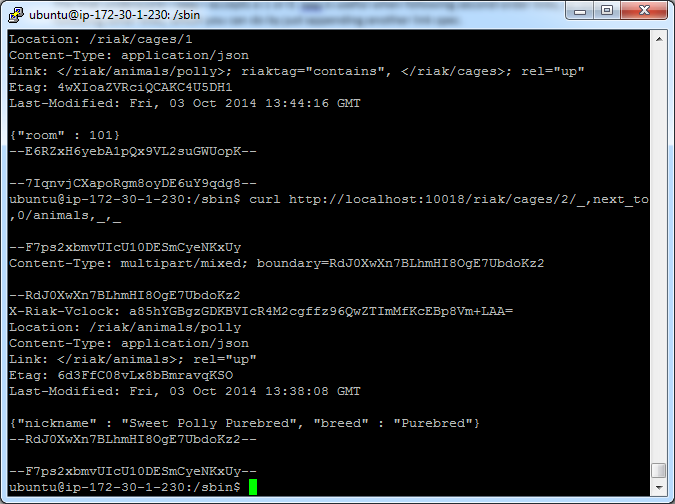 ubuntu@ip-172-30-1-230: /sbin
Location: /riak/cages/1
Content-Type: application/json
Link: </riak/animals/polly>; riaktag="contains", </riak/cages>; rel="up"
Etag: 4wXIoaZVRciQCAKC4U5DH1
Last-Modified: Fri, 03 Oct 2014 13:44:16 GMT
{"room" : 101}
--E6RZxH6yebA1pQx9VL2suGWUopK--
--7IqnvjCXapoRgm8oyDE6uY9qdg8--
ubuntu@ip-172-30-1-230:/sbin$ curl http://localhost:10018/riak/cages/2/_,next_to
,0/animals,_,_
--F7ps2xbmvUIcU10DESmCyeNKxUy
Content-Type: multipart/mixed; boundary=RdJ0XwXn7BLhmHI8OgE7UbdoKz2
--RdJ0XwXn7BLhmHI8OgE7UbdoKz2
X-Riak-Vclock: a85hYGBgzGDKBVIcR4M2cgffz96QwZTImMfKcEBp8Vm+LAA=
Location: /riak/animals/polly
Content-Type: application/json
Link: </riak/animals>; rel="up"
Etag: 6d3FfC08vLx8bBmravqKSO
Last-Modified: Fri, 03 Oct 2014 13:38:08 GMT
{"nickname" : "Sweet Polly Purebred", "breed" : "Purebred"}
--RdJ0XwXn7BLhmHI8OgE7UbdoKz2--
--F7ps2xbmvUIcU10DESmCyeNKxUy--
ubuntu@ip-172-30-1-230:/sbin$